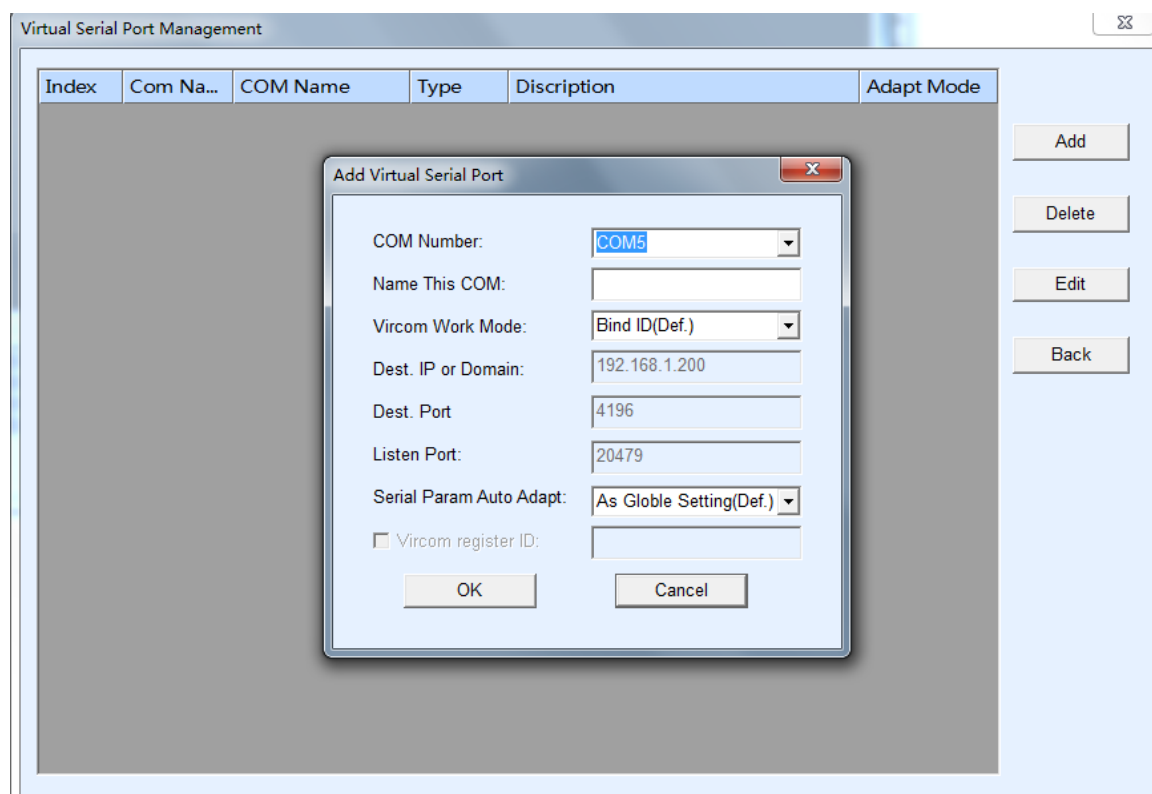 Virtual Serial Port Management
Index Com Na... COM Name Type Discription Adapt Mode
Add
Delete
Edit
Back
Add Virtual Serial Port
COM Number: COM5
Name This COM:
Vircom Work Mode: Bind ID(Def.)
Dest. IP or Domain: 192.168.1.200
Dest. Port 4196
Listen Port: 20479
Serial Param Auto Adapt: As Globle Setting(Def.)
Vircom register ID:
OK Cancel